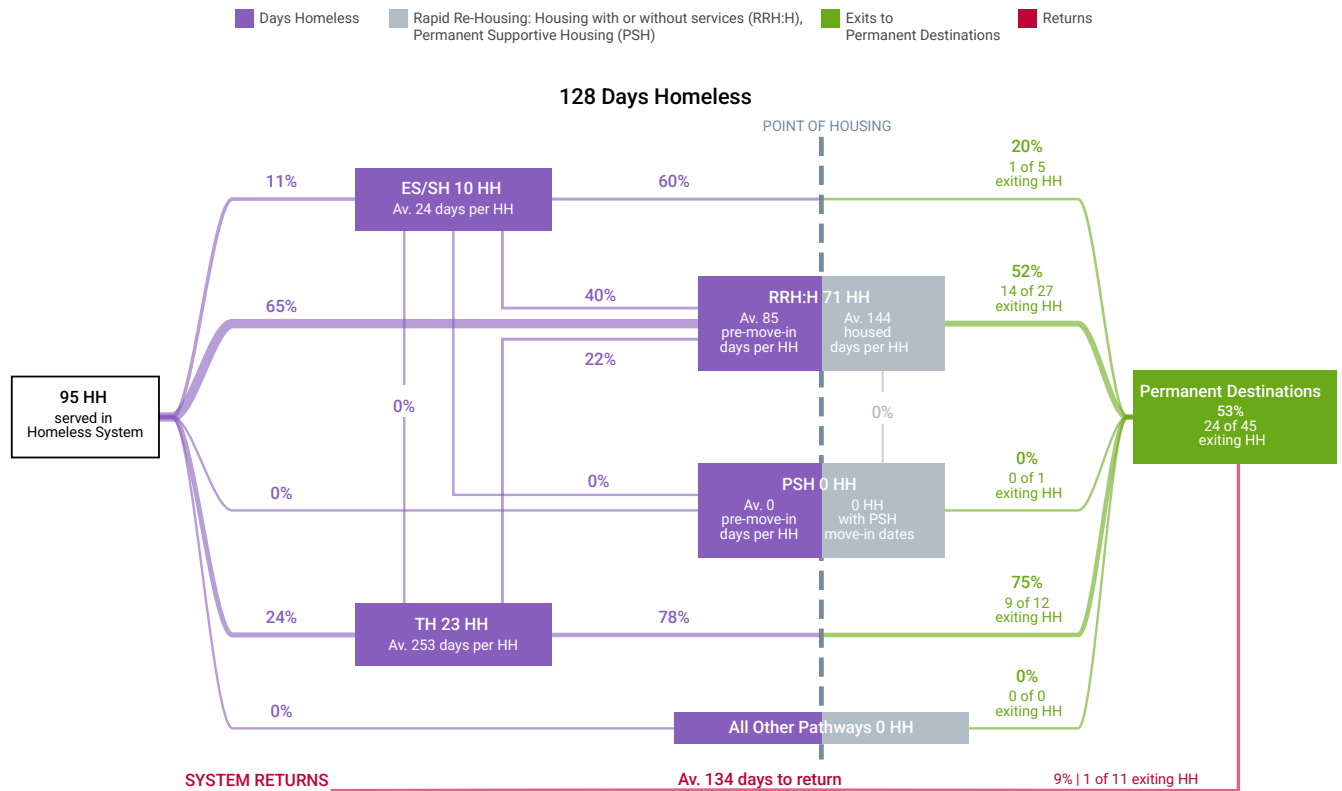 Days Homeless
Rapid Re-Housing: Housing with or without services (RRH:H),
Permanent Supportive Housing (PSH)
Exits to
Permanent Destinations
Returns
128 Days Homeless
POINT OF HOUSING
11%
ES/SH 10 HH
Av. 24 days per HH
60%
20%
1 of 5
exiting HH
65%
40%
22%
RRH:H 71 HH
Av. 85
pre-move-in
days per HH
Av. 144
housed
days per HH
52%
14 of 27
exiting HH
95 HH
served in
Homeless System
0%
0%
Permanent Destinations
53%
24 of 45
exiting HH
0%
0%
PSH 0 HH
Av. 0
pre-move-in
days per HH
0 HH
with PSH
move-in dates
0%
0 of 1
exiting HH
24%
TH 23 HH
Av. 253 days per HH
78%
75%
9 of 12
exiting HH
0%
All Other Pathways 0 HH
0%
0 of 0
exiting HH
SYSTEM RETURNS
Av. 134 days to return
9% | 1 of 11 exiting HH